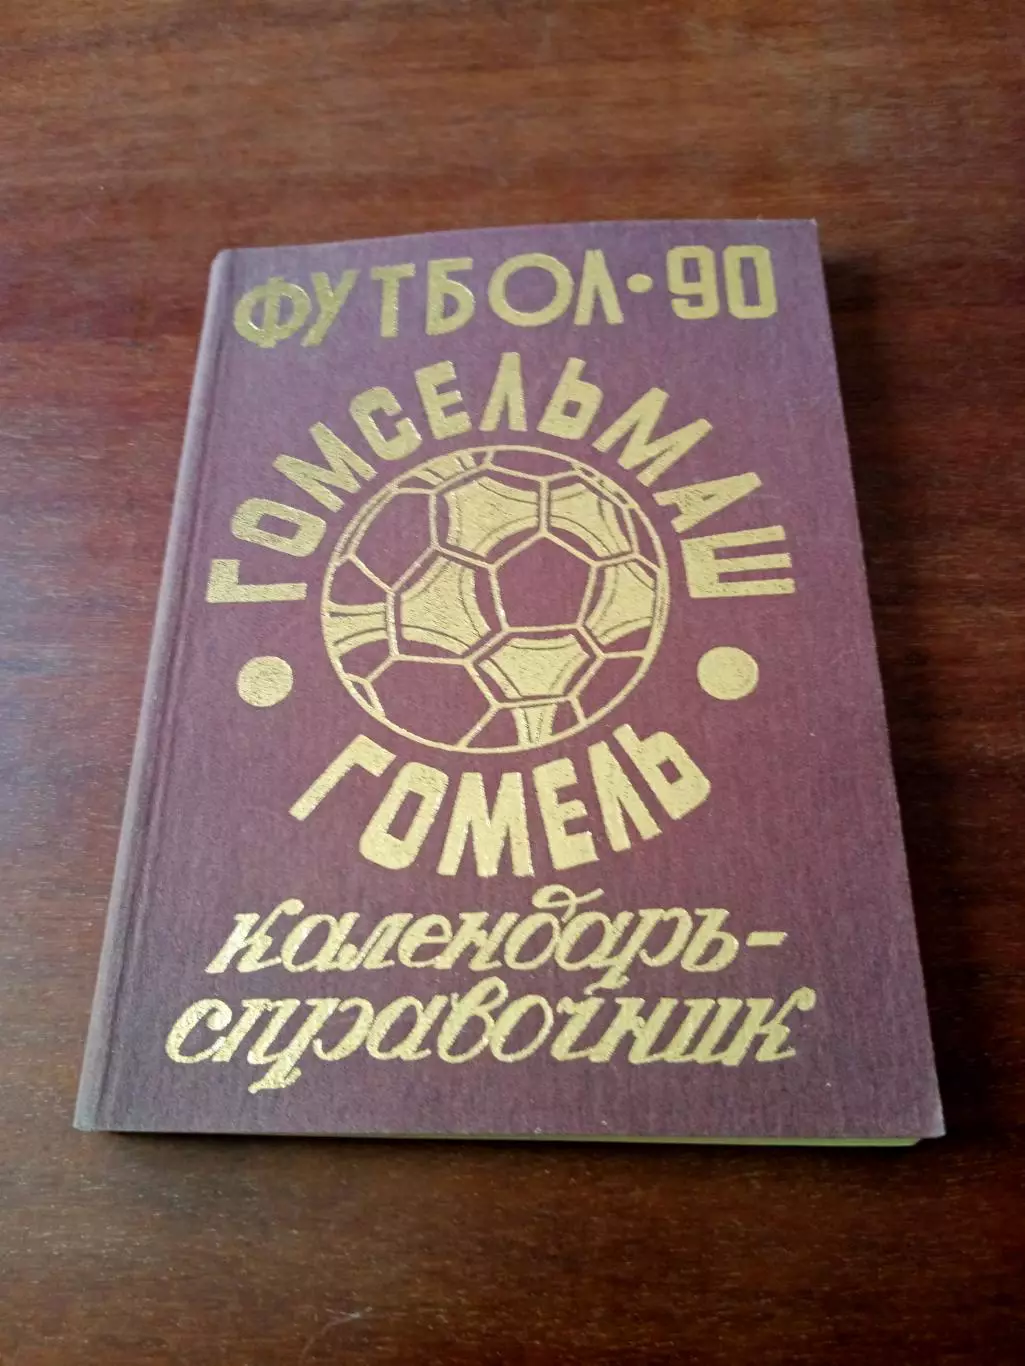 ФУТБОЛ·90
ГОМСЕЛЬМАШ
ГОМЕЛЬ
календарь-
справочник